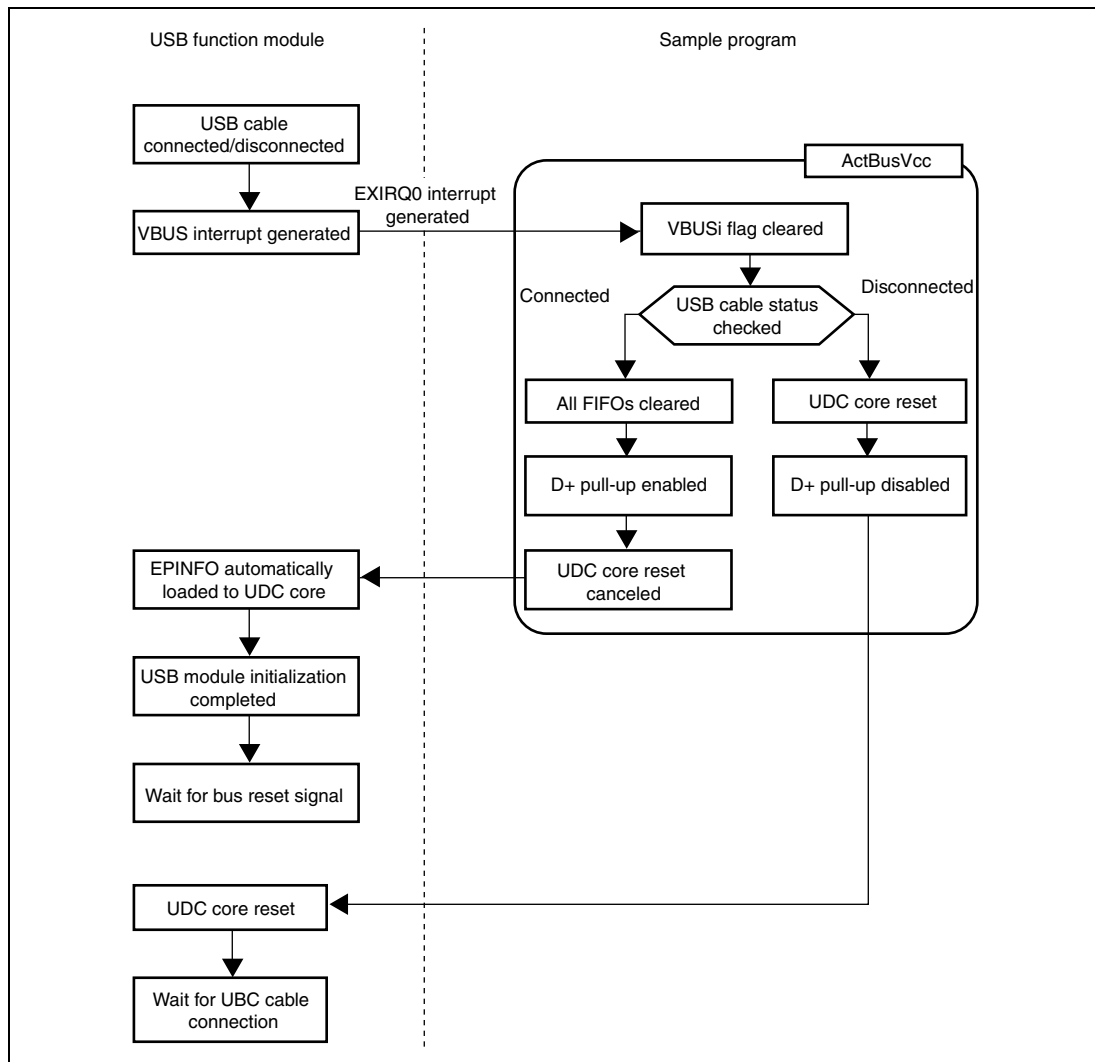 USB function module
Sample program
USB cable
connected/disconnected
VBUS interrupt generated
EXIRQ0 interrupt
generated
ActBusVcc
VBUSi flag cleared
Connected
Disconnected
USB cable status
checked
All FIFOs cleared
UDC core reset
D+ pull-up enabled
D+ pull-up disabled
UDC core reset
canceled
EPINFO automatically
loaded to UDC core
USB module initialization
completed
Wait for bus reset signal
UDC core reset
Wait for UBC cable
connection